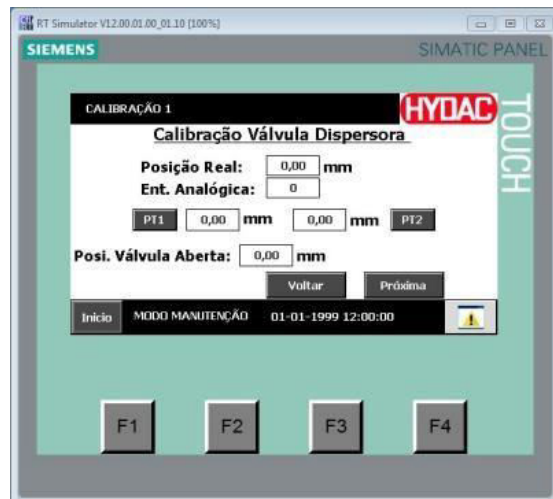 RT Simulator V12.00.01.00_01.10 [100%]
SIEMENS
SIMATIC PANEL
TOUCH
CALIBRAÇÃO 1
HYDAC
Calibração Válvula Dispersora
Posição Real: 0,00 mm
Ent. Analógica: 0
PT1 0,00 mm 0,00 mm PT2
Posi. Válvula Aberta: 0,00 mm
Voltar Próxima
Inicio MODO MANUTENÇÃO 01-01-1999 12:00:00
F1 F2 F3 F4